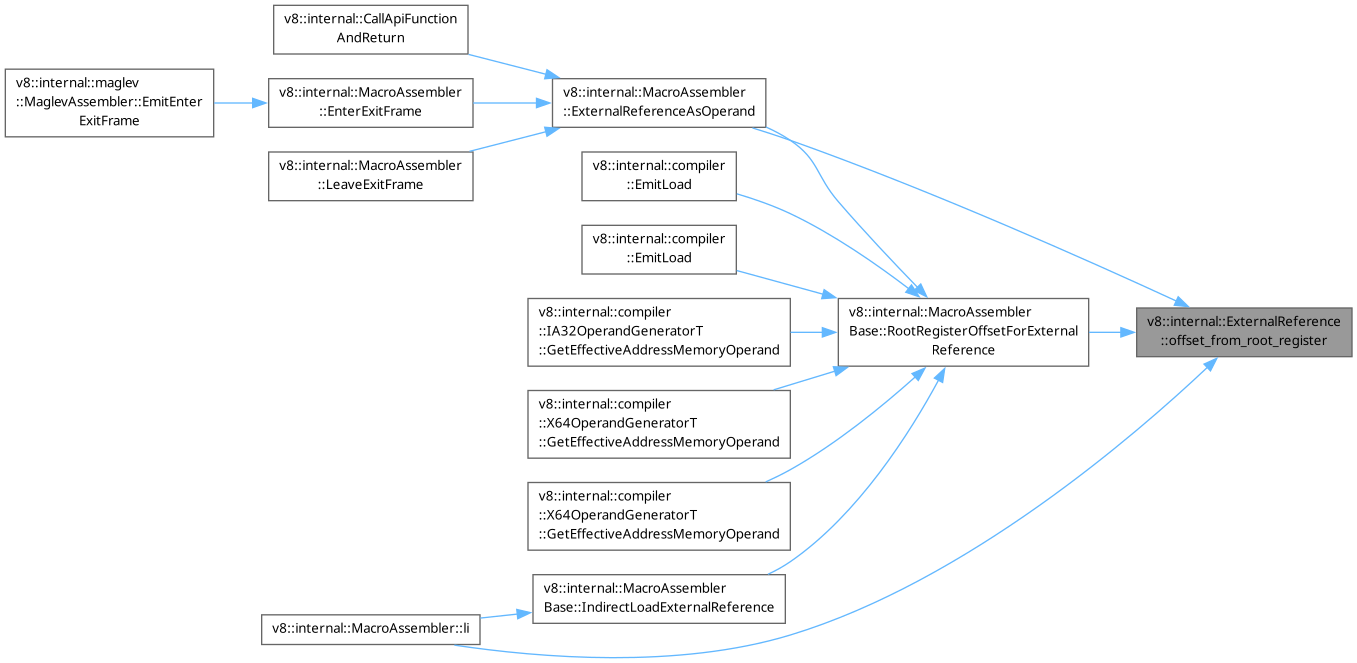 v8::internal::CallApiFunction
AndReturn
v8::internal::maglev
::MaglevAssembler::EmitEnter
ExitFrame
v8::internal::MacroAssembler
::EnterExitFrame
v8::internal::MacroAssembler
::LeaveExitFrame
v8::internal::MacroAssembler
::ExternalReferenceAsOperand
v8::internal::compiler
::EmitLoad
v8::internal::compiler
::EmitLoad
v8::internal::compiler
::IA32OperandGeneratorT
::GetEffectiveAddressMemoryOperand
v8::internal::compiler
::X64OperandGeneratorT
::GetEffectiveAddressMemoryOperand
v8::internal::compiler
::X64OperandGeneratorT
::GetEffectiveAddressMemoryOperand
v8::internal::MacroAssembler
Base::IndirectLoadExternalReference
v8::internal::MacroAssembler::li
v8::internal::MacroAssembler
Base::RootRegisterOffsetForExternal
Reference
v8::internal::ExternalReference
::offset_from_root_register